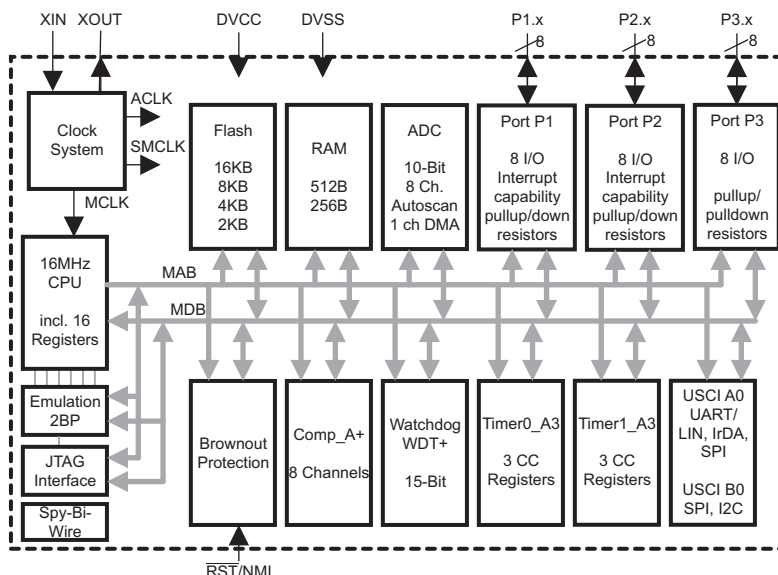 XIN XOUT DVCC DVSS P1.x P2.x P3.x
8 8 8
ACLK
SMCLK
MCLK
Clock
System
Flash
16KB
8KB
4KB
2KB
RAM
512B
256B
ADC
10-Bit
8 Ch.
Autoscan
1 ch DMA
Port P1
8 I/O
Interrupt
capability
pullup/down
resistors
Port P2
8 I/O
Interrupt
capability
pullup/down
resistors
Port P3
8 I/O
pullup/
pulldown
resistors
16MHz
CPU
incl. 16
Registers
MAB
MDB
Emulation
2BP
JTAG
Interface
Spy-Bi-
Wire
Brownout
Protection
Comp_A+
8 Channels
Watchdog
WDT+
15-Bit
Timer0_A3
3 CC
Registers
Timer1_A3
3 CC
Registers
USCI A0
UART/
LIN, IrDA,
SPI
USCI B0
SPI, I2C
RST/NMI